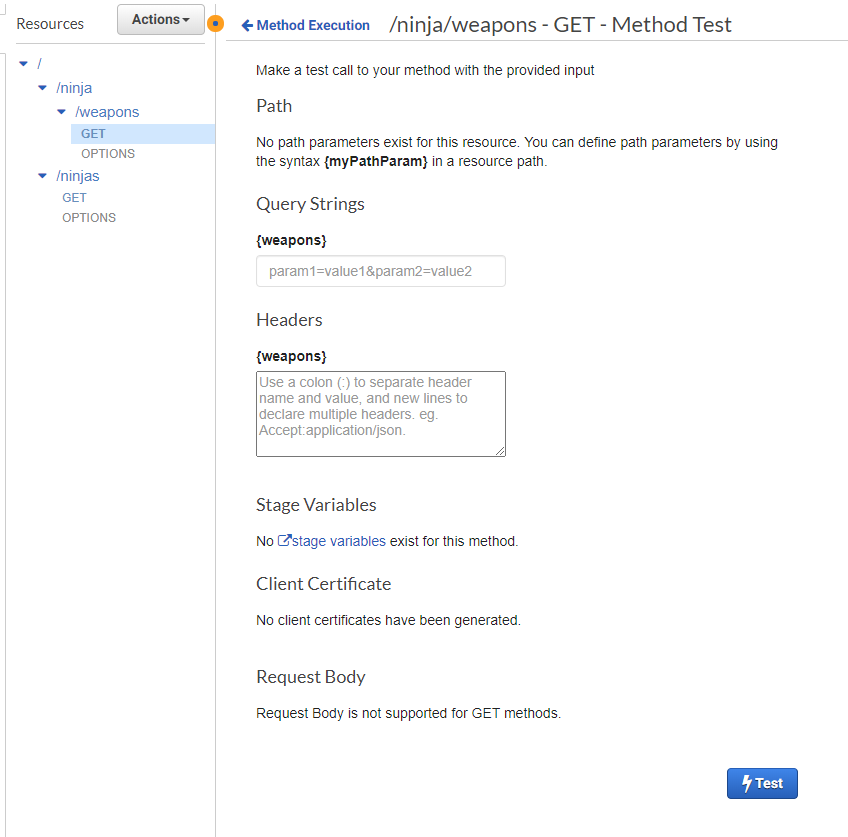 Resources
Actions
/
/ninja
/weapons
GET
OPTIONS
/ninjas
GET
OPTIONS
Method Execution
/ninja/weapons - GET - Method Test
Make a test call to your method with the provided input
Path
No path parameters exist for this resource. You can define path parameters by using
the syntax {myPathParam} in a resource path.
Query Strings
{weapons}
param1=value1&param2=value2
Headers
{weapons}
Use a colon (:) to separate header
name and value, and new lines to
declare multiple headers. eg.
Accept:application/json.
Stage Variables
No stage variables exist for this method.
Client Certificate
No client certificates have been generated.
Request Body
Request Body is not supported for GET methods.
Test